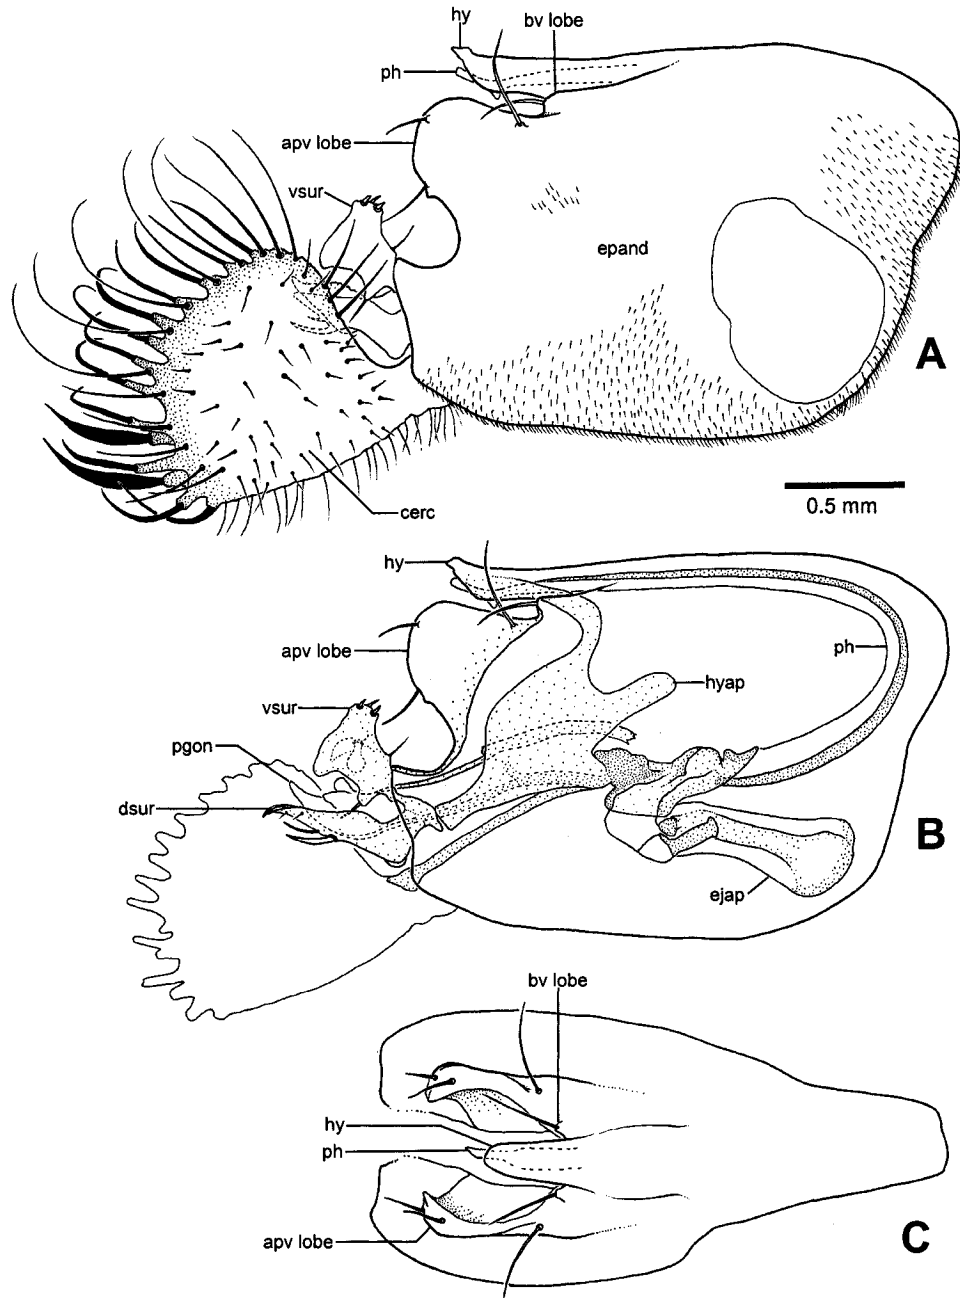 hy
bv lobe
ph
apv lobe
vsur
epand
A
0.5 mm
cerc
hy
apv lobe
ph
hyap
vsur
pgon
dsur
B
ejap
bv lobe
hy
ph
apv lobe
C